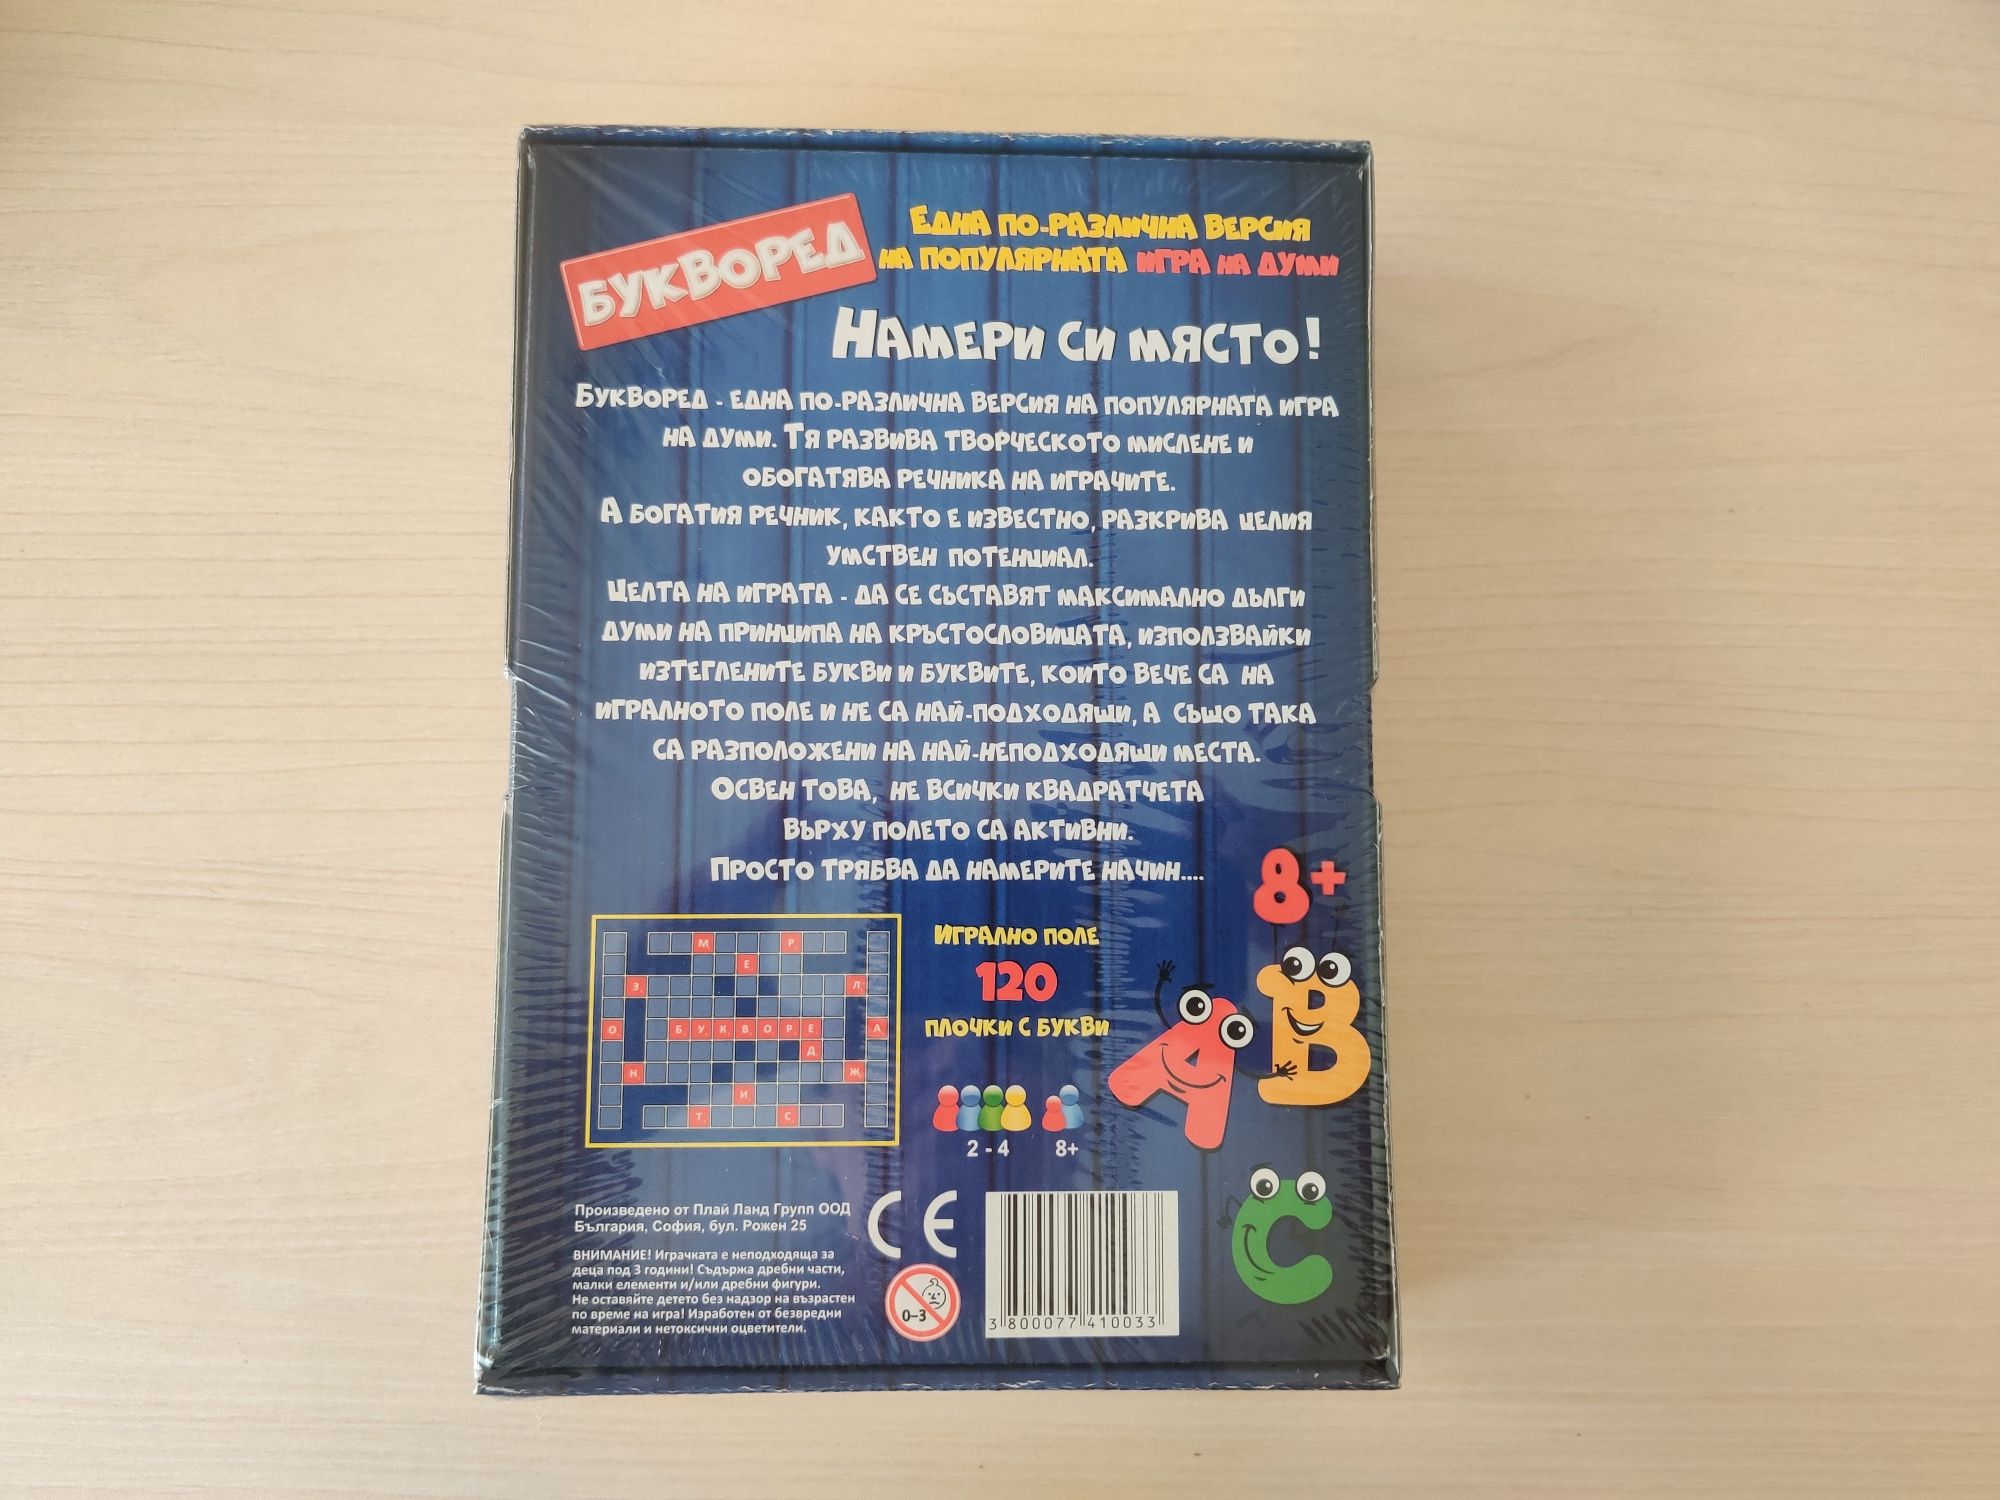 БУКВОРЕД
ЕДНА ПО-РАЗЛИЧНА ВЕРСИЯ
НА ПОПУЛЯРНАТА ИГРА НА ДУМИ
НАМЕРИ СИ МЯСТО!
БУКВОРЕД - ЕДНА ПО-РАЗЛИЧНА ВЕРСИЯ НА ПОПУЛЯРНАТА ИГРА
НА ДУМИ. ТЯ РАЗВИВА ТВОРЧЕСКОТО МИСЛЕНЕ И
ОБОГАТЯВА РЕЧНИКА НА ИГРАЧИТЕ.
А БОГАТИЯ РЕЧНИК, КАКТО Е ИЗВЕСТНО, РАЗКРИВА ЦЕЛИЯ
УМСТВЕН ПОТЕНЦИАЛ.
ЦЕЛТА НА ИГРАТА - ДА СЕ СЪСТАВЯТ МАКСИМАЛНО ДЪЛГИ
ДУМИ НА ПРИНЦИПА НА КРЪСТОСЛОВИЦАТА, ИЗПОЛЗВАЙКИ
ИЗТЕГЛЕНИТЕ БУКВИ И БУКВИТЕ, КОИТО ВЕЧЕ СА НА
ИГРАЛНОТО ПОЛЕ И НЕ СА НАЙ-ПОДХОДЯЩИ, А СЪЩО ТАКА
СА РАЗПОЛОЖЕНИ НА НАЙ-НЕПОДХОДЯЩИ МЕСТА.
ОСВЕН ТОВА, НЕ ВСИЧКИ КВАДРАТЧЕТА
ВЪРХУ ПОЛЕТО СА АКТИВНИ.
ПРОСТО ТРЯБВА ДА НАМЕРИТЕ НАЧИН....
8+
М Р
Е
З Л
О БУКВОРЕ А
Д
Н Ж
И
Т С
ИГРАЛНО ПОЛЕ
120
ПЛОЧКИ С БУКВИ
2 - 4 8+
A B
C
Произведено от Плай Ланд Групп ООД
България, София, бул. Рожен 25
ВНИМАНИЕ! Играчката е неподходяща за
деца под 3 години! Съдържа дребни части,
малки елементи и/или дребни фигури.
Не оставяйте детето без надзор на възрастен
по време на игра! Изработен от безвредни
материали и нетоксични оцветители.
CE
0-3
3 800077 410033